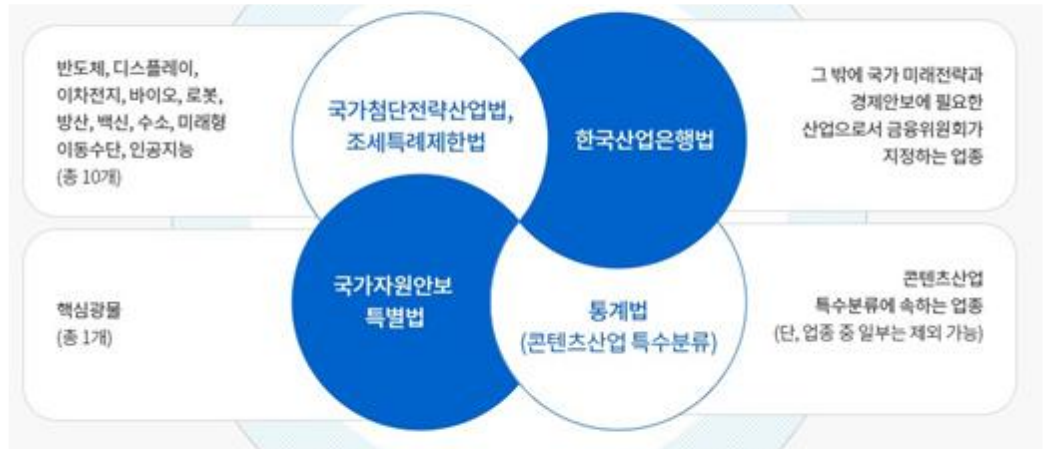 반도체, 디스플레이,
이차전지, 바이오, 로봇,
방산, 백신, 수소, 미래형
이동수단, 인공지능
(총 10개)
국가첨단전략산업법,
조세특례제한법
한국산업은행법
그 밖에 국가 미래전략과
경제안보에 필요한
산업으로서 금융위원회가
지정하는 업종
핵심광물
(총 1개)
국가자원안보
특별법
통계법
(콘텐츠산업 특수분류)
콘텐츠산업
특수분류에 속하는 업종
(단, 업종 중 일부는 제외 가능)